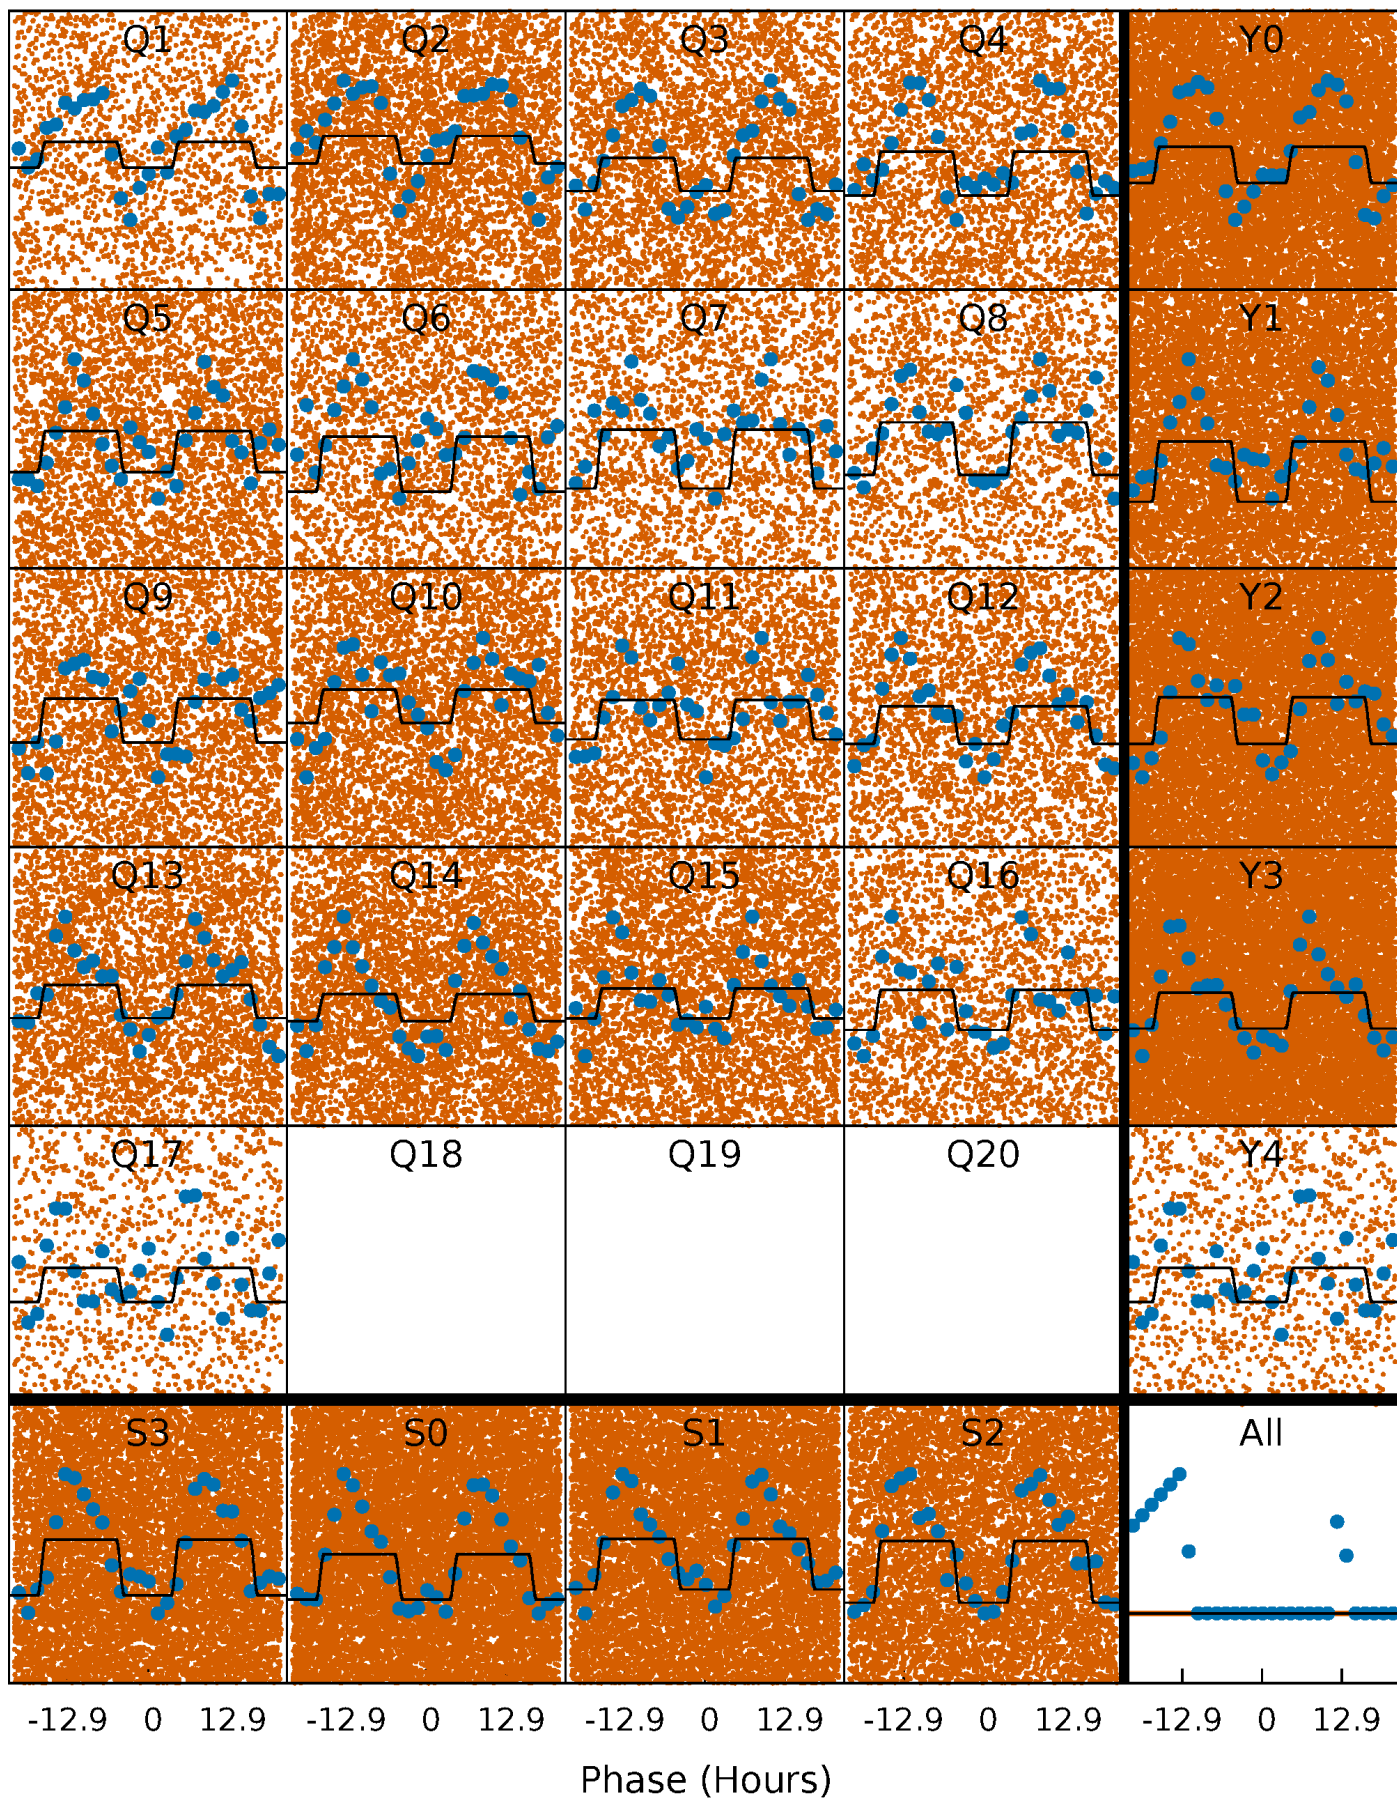 Q1 Q2 Q3 Q4 Y0
Q5 Q6 Q7 Q8 Y1
Q9 Q10 Q11 Q12 Y2
Q13 Q14 Q15 Q16 Y3
Q17 Q18 Q19 Q20 Y4
S3 S0 S1 S2 All
-12.9 0 12.9 -12.9 0 12.9 -12.9 0 12.9 -12.9 0 12.9 -12.9 0 12.9
Phase (Hours)